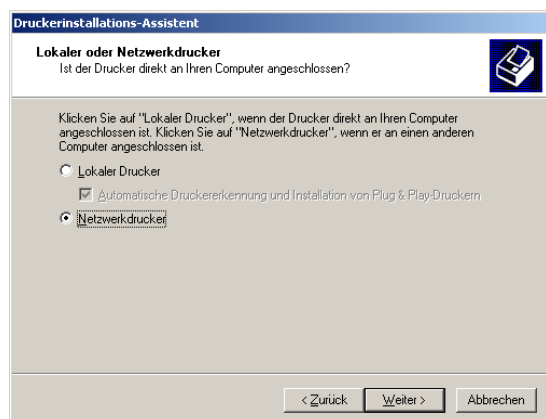 Druckerinstallations-Assistent
Lokaler oder Netzwerkdrucker
Ist der Drucker direkt an Ihren Computer angeschlossen?
Klicken Sie auf "Lokaler Drucker", wenn der Drucker direkt an Ihren Computer
angeschlossen ist. Klicken Sie auf "Netzwerkdrucker", wenn er an einen anderen
Computer angeschlossen ist.
Lokaler Drucker
Automatische Druckererkennung und Installation von Plug & Play-Druckern
Netzwerkdrucker
< Zurück Weiter > Abbrechen